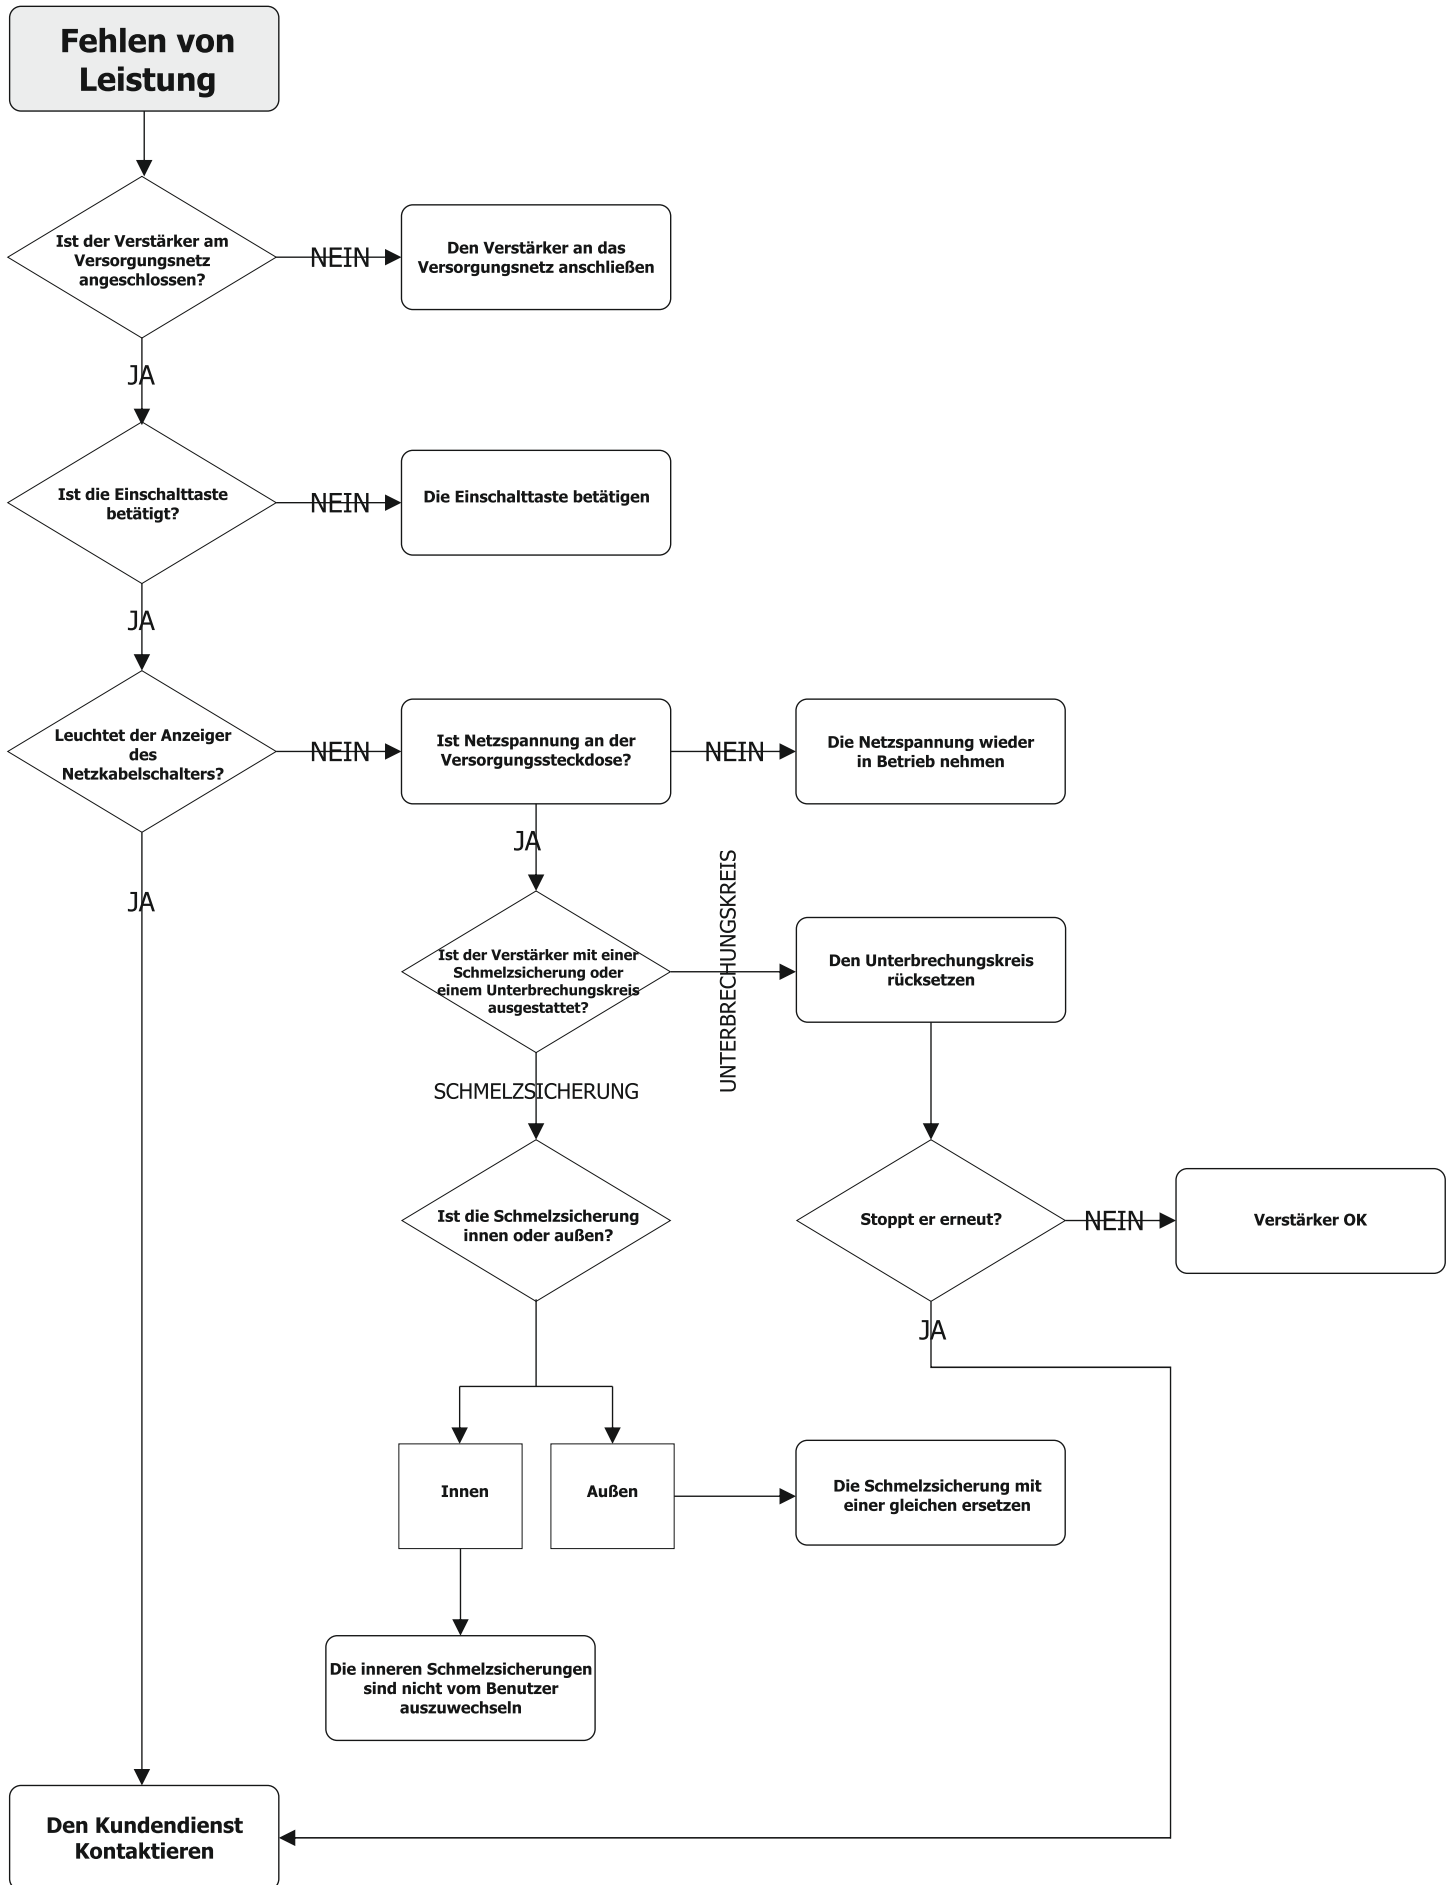 Fehlen von
Leistung
Ist der Verstärker am
Versorgungsnetz
angeschlossen?
NEIN
Den Verstärker an das
Versorgungsnetz anschließen
JA
Ist die Einschalttaste
betätigt?
NEIN
Die Einschalttaste betätigen
JA
Leuchtet der Anzeiger
des
Netzkabelschalters?
NEIN
Ist Netzspannung an der
Versorgungssteckdose?
NEIN
Die Netzspannung wieder
in Betrieb nehmen
JA
JA
Ist der Verstärker mit einer
Schmelzsicherung oder
einem Unterbrechungskreis
ausgestattet?
UNTERBRECHUNGSKREIS
Den Unterbrechungskreis
rücksetzen
SCHMELZSICHERUNG
Ist die Schmelzsicherung
innen oder außen?
Stoppt er erneut?
NEIN
Verstärker OK
JA
Innen
Außen
Die Schmelzsicherung mit
einer gleichen ersetzen
Die inneren Schmelzsicherungen
sind nicht vom Benutzer
auszuwechseln
Den Kundendienst
Kontaktieren